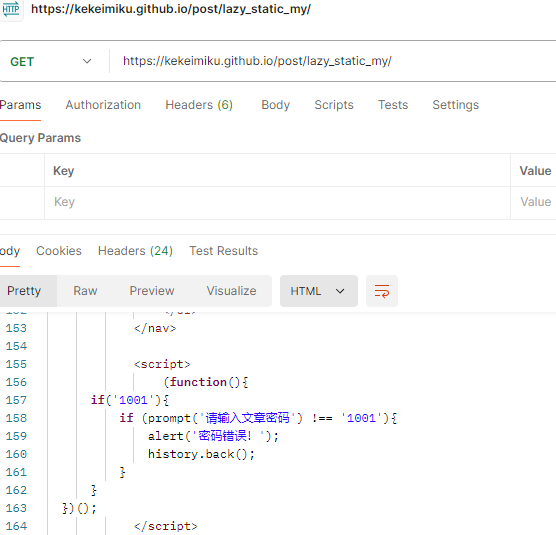 HTTP https://kekeimiku.github.io/post/lazy_static_my/
GET https://kekeimiku.github.io/post/lazy_static_my/
Params Authorization Headers (6) Body Scripts Tests Settings
Query Params
Key Value
Key Value
ody Cookies Headers (24) Test Results
Pretty Raw Preview Visualize HTML
153 </nav>
154
155 <script>
156 (function(){
157 if('1001'){
158 if (prompt('请输入文章密码') !== '1001'){
159 alert('密码错误! ');
160 history.back();
161 }
162 }
163 })();
164 </script>